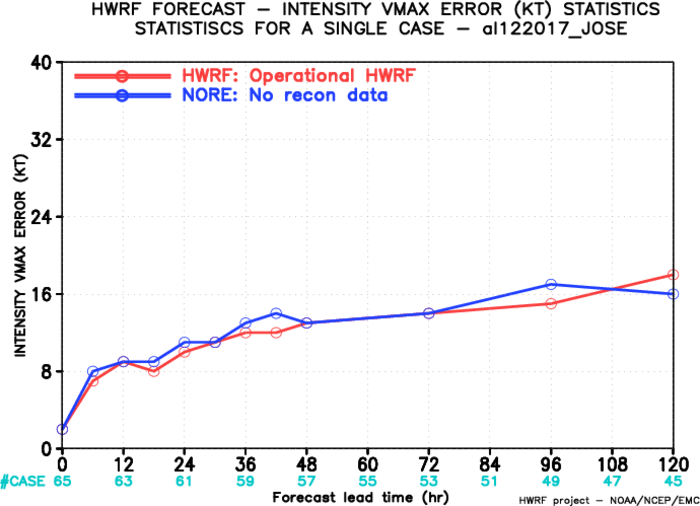 HWRF FORECAST – INTENSITY VMAX ERROR (KT) STATISTICS
STATISTISCS FOR A SINGLE CASE – al122017_JOSE
HWRF: Operational HWRF
NORE: No recon data
INTENSITY VMAX ERROR (KT)
40
32
24
16
8
0
0 12 24 36 48 60 72 84 96 108 120
#CASE 65 63 61 59 57 55 53 51 49 47 45
Forecast lead time (hr)
HWRF project – NOAA/NCEP/EMC